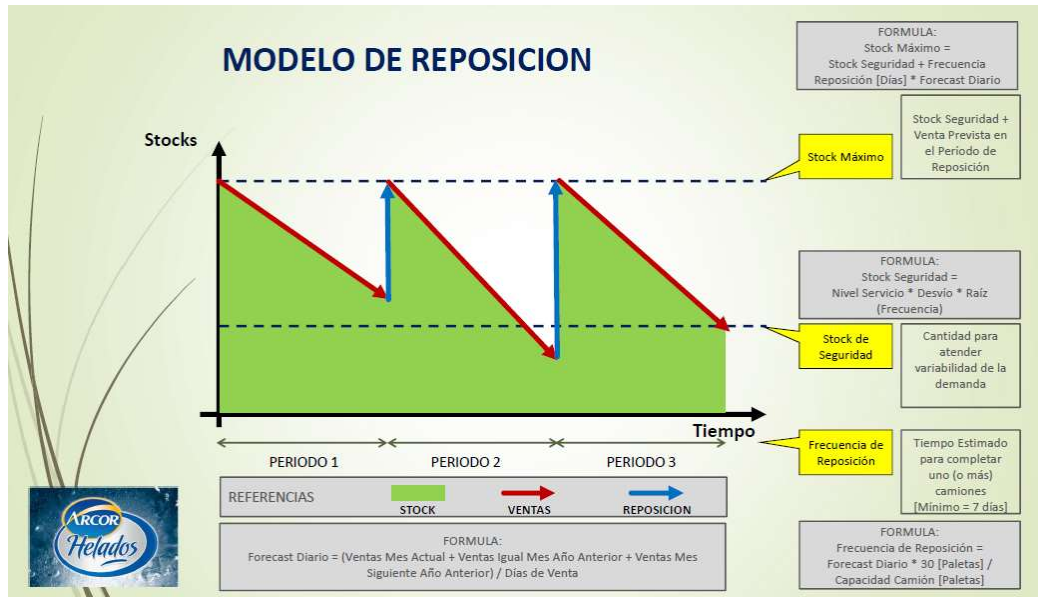 MODELO DE REPOSICION
FORMULA:
Stock Máximo =
Stock Seguridad + Frecuencia
Reposición [Días] * Forecast Diario
Stocks
Stock Máximo
Stock Seguridad +
Venta Prevista en
el Período de
Reposición
FORMULA:
Stock Seguridad =
Nivel Servicio * Desvío * Raíz
(Frecuencia)
Stock de
Seguridad
Cantidad para
atender
variabilidad de la
demanda
Tiempo
Frecuencia de
Reposición
Tiempo Estimado
para completar
uno (o más)
camiones
[Mínimo = 7 días]
PERIODO 1
PERIODO 2
PERIODO 3
REFERENCIAS
STOCK
VENTAS
REPOSICION
ARCOR
Helados
FORMULA:
Forecast Diario = (Ventas Mes Actual + Ventas Igual Mes Año Anterior + Ventas Mes
Siguiente Año Anterior) / Días de Venta
FORMULA:
Frecuencia de Reposición =
Forecast Diario * 30 [Paletas] /
Capacidad Camión [Paletas]